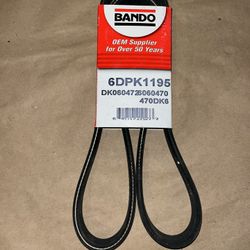 BANDO
OEM Supplier
for Over 50 Years
6DPK1195
DK060472 6060470
470DK6